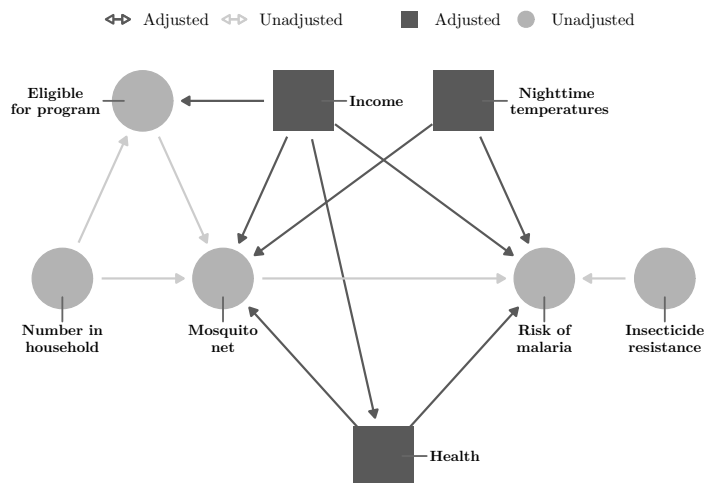 Adjusted Unadjusted Adjusted Unadjusted
Eligible
for program
Income
Nighttime
temperatures
Number in
household
Mosquito
net
Risk of
malaria
Insecticide
resistance
Health